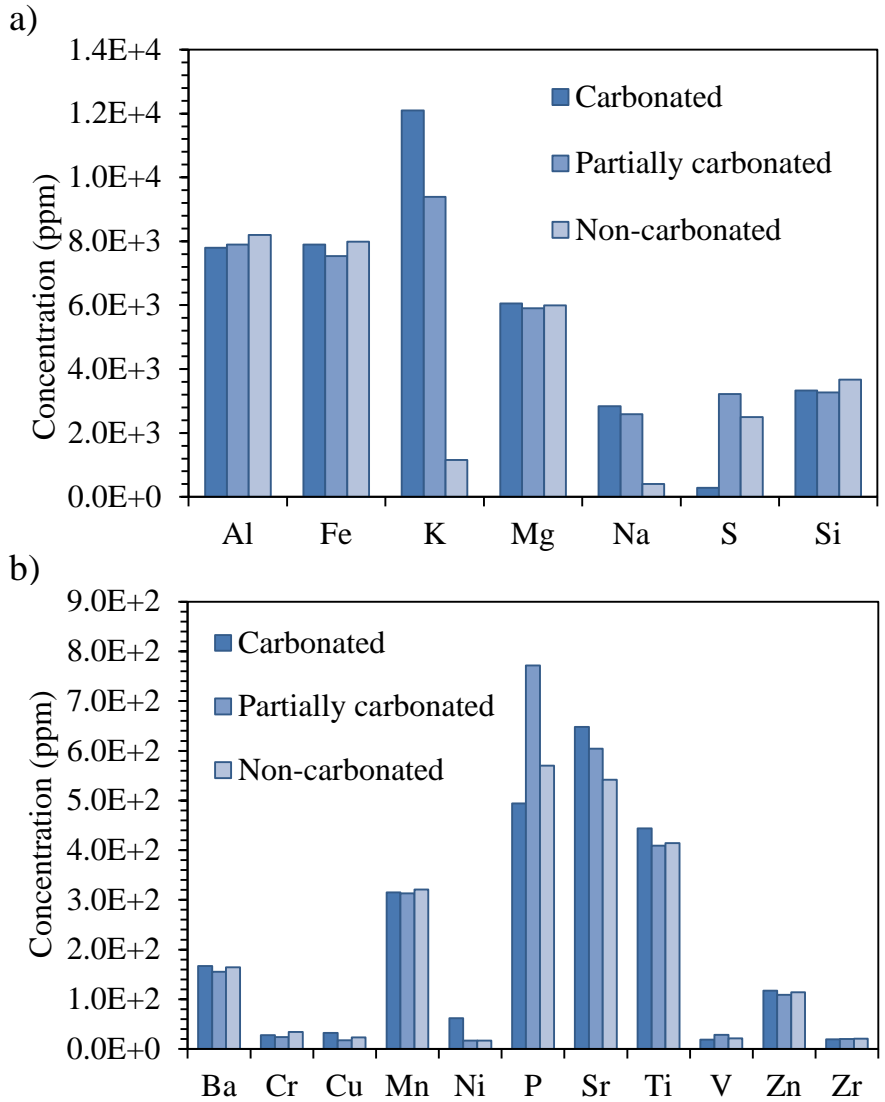 a)
1.4E+4
1.2E+4
1.0E+4
8.0E+3
6.0E+3
4.0E+3
2.0E+3
0.0E+0
Concentration (ppm)
Carbonated
Partially carbonated
Non-carbonated
Al Fe K Mg Na S Si
b)
9.0E+2
8.0E+2
7.0E+2
6.0E+2
5.0E+2
4.0E+2
3.0E+2
2.0E+2
1.0E+2
0.0E+0
Concentration (ppm)
Carbonated
Partially carbonated
Non-carbonated
Ba Cr Cu Mn Ni P Sr Ti V Zn Zr